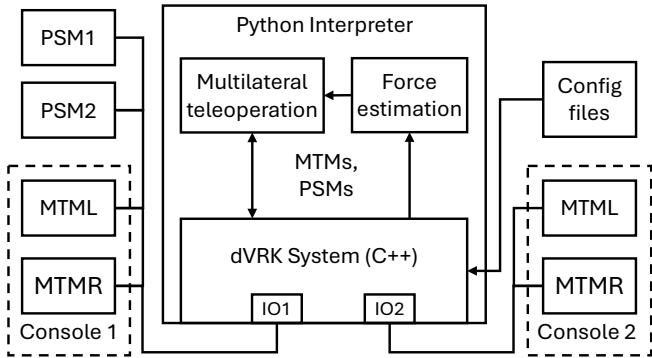 PSM1
PSM2
MTML
MTMR
Console 1
Python Interpreter
Multilateral
teleoperation
Force
estimation
MTMs,
PSMs
dVRK System (C++)
IO1
IO2
Config
files
MTML
MTMR
Console 2